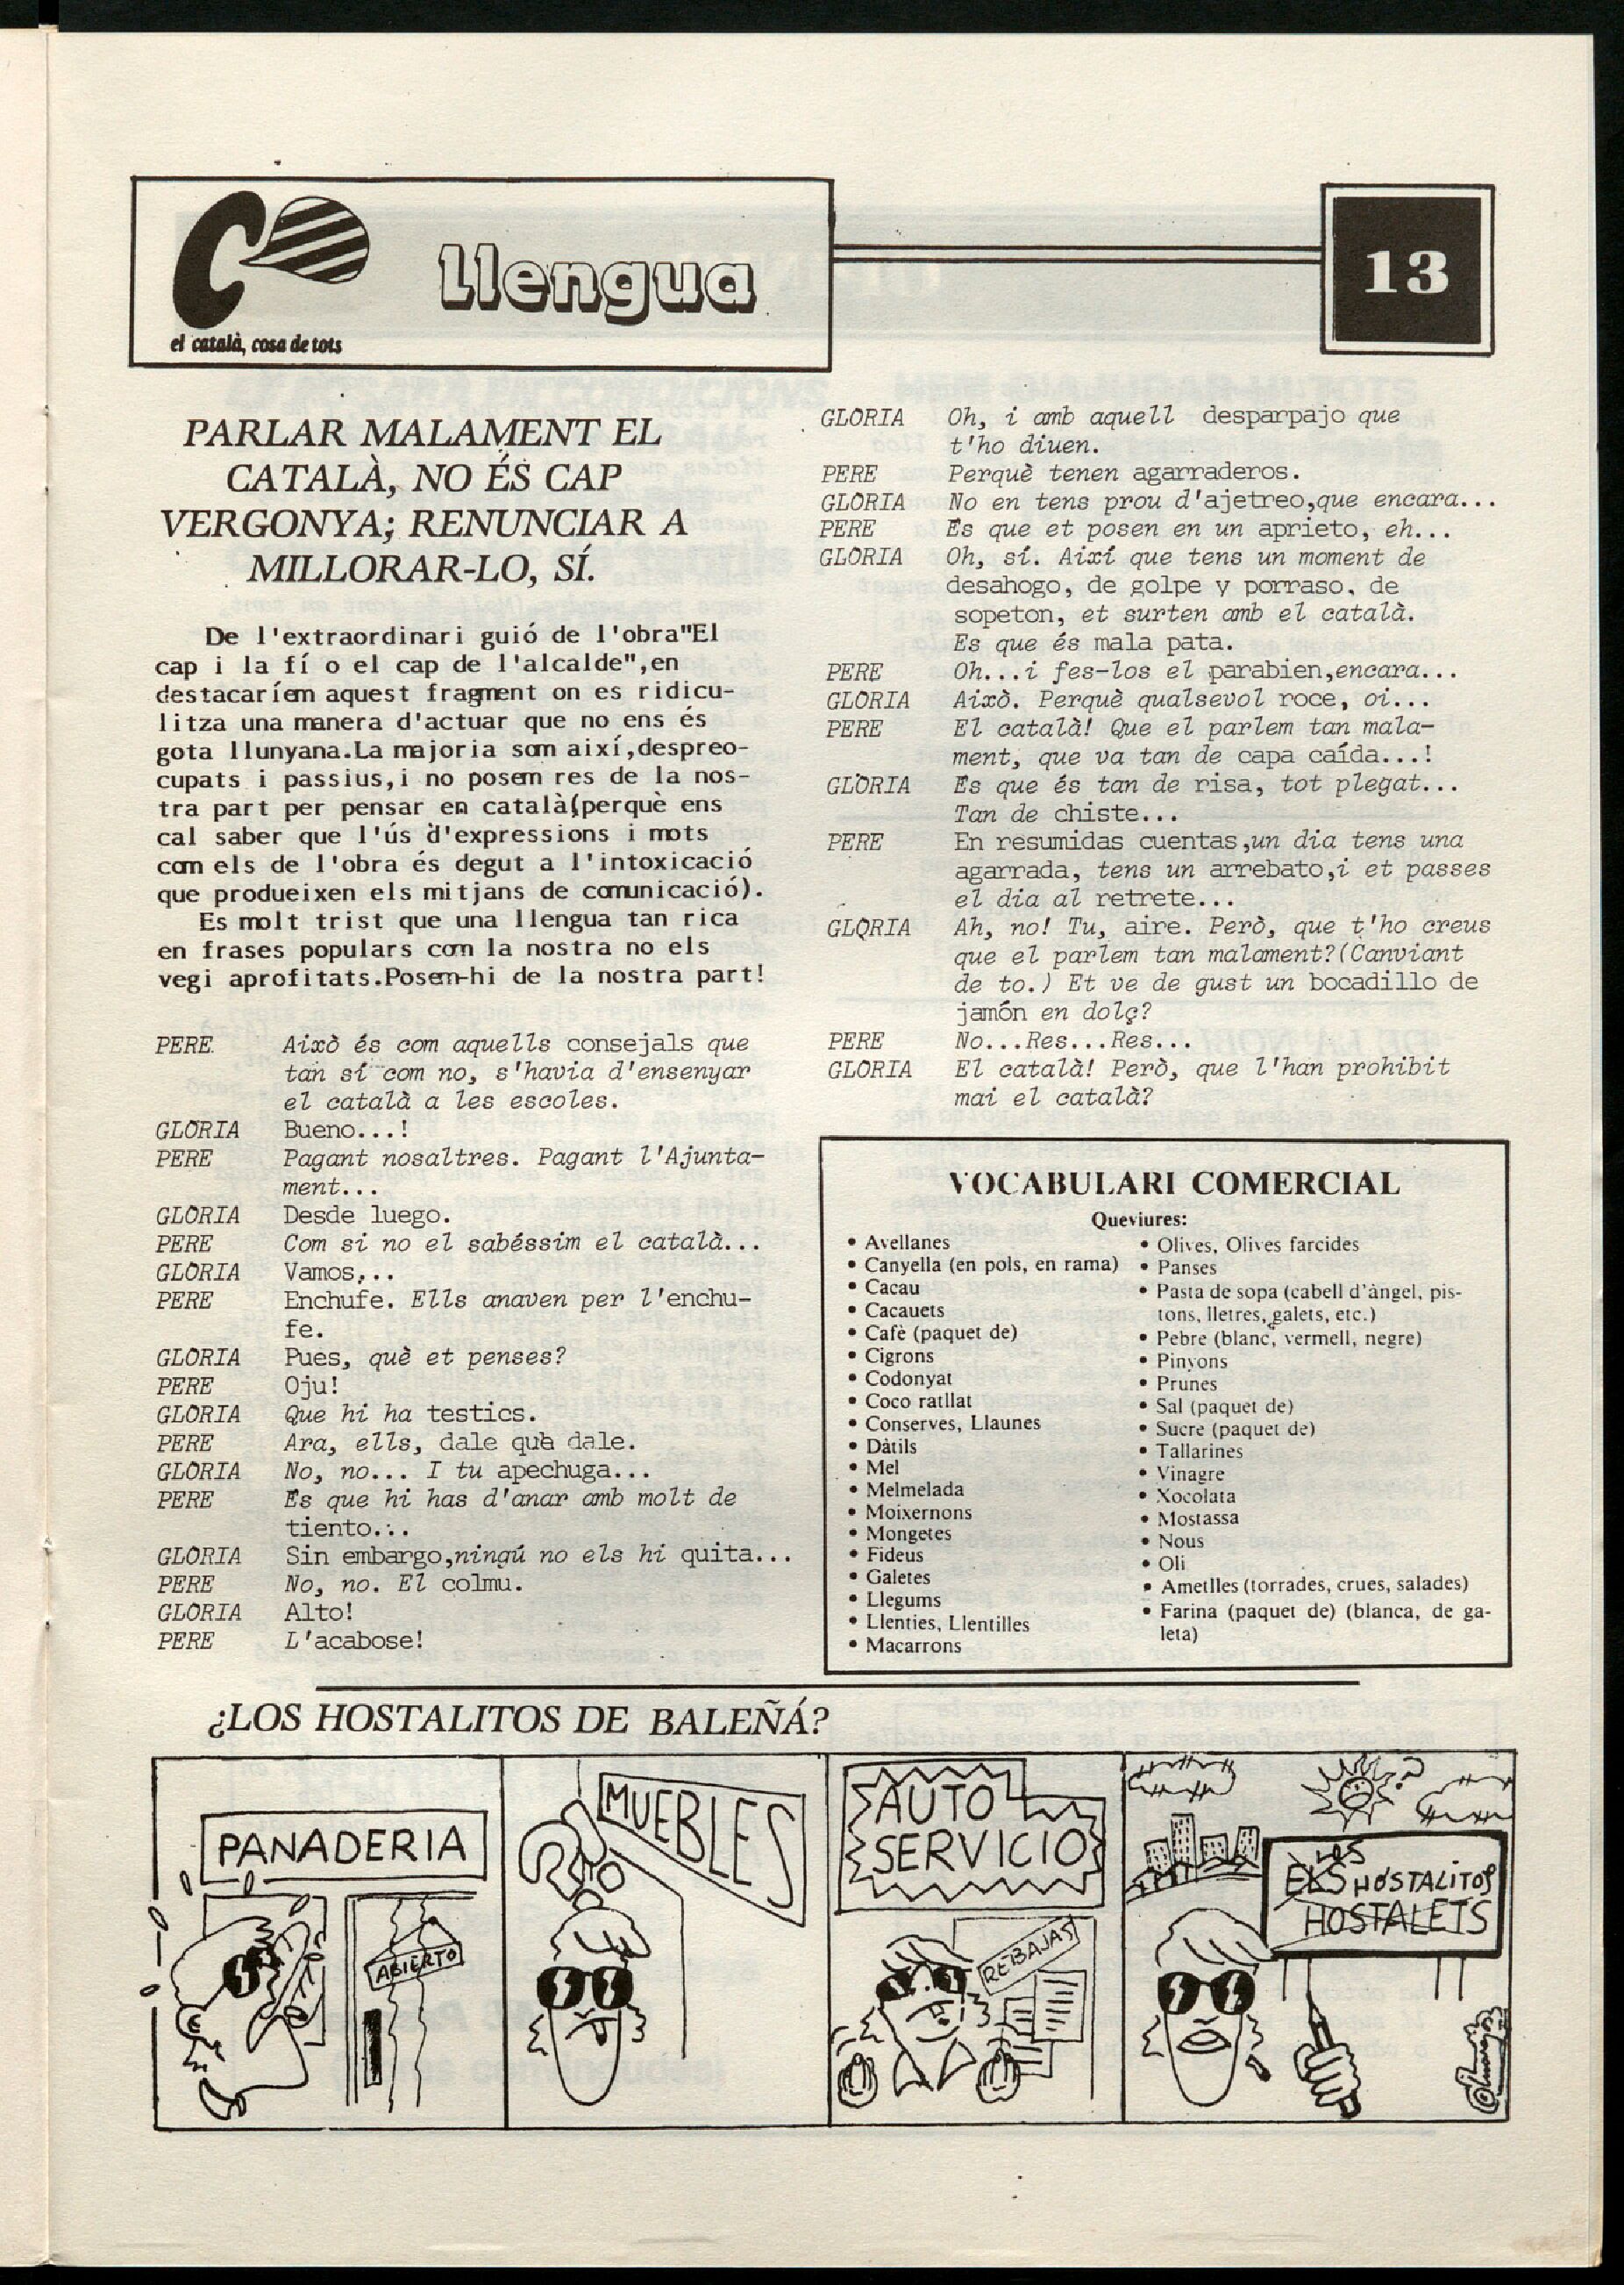 el català, cosa de tots
Llengua
13
PARLAR MALAMENT EL
CATALÀ, NO ÉS CAP
VERGONYA; RENUNCIAR A
MILLORAR-LO, SÍ.
De l'extraordinari guió de l'obra"El
cap i la fí o el cap de l'alcalde",en
destacaríem aquest fragment on es ridicu-
litza una manera d'actuar que no ens és
gota llunyana.La majoria som així,despreo-
cupats i passius,i no posem res de la nos-
tra part per pensar en català(perquè ens
cal saber que l'ús d'expressions i mots
com els de l'obra és degut a l'intoxicació
que produeixen els mitjans de comunicació).
Es molt trist que una llengua tan rica
en frases populars com la nostra no els
vegi aprofitats.Posem-hi de la nostra part!
PERE Això és com aquells consejals que
tan sí com no, s'havia d'ensenyar
el català a les escoles.
GLÒRIA Bueno...!
PERE Pagant nosaltres. Pagant l'Ajunta-
ment...
GLÒRIA Desde luego.
PERE Com si no el sabéssim el català...
GLÒRIA Vamos...
PERE Enchufe. Ells anaven per l'enchu-
fe.
GLÒRIA Pues, què et penses?
PERE Oju!
GLÒRIA Que hi ha testics.
PERE Ara, ells, dale que dale.
GLÒRIA No, no... I tu apechuga...
PERE És que hi has d'anar amb molt de
tiento...
GLÒRIA Sin embargo,ningú no els hi quita...
PERE No, no. El colmu.
GLÒRIA Alto!
PERE L'acabose!
GLÒRIA Oh, i amb aquell desparpajo que
t'ho diuen.
PERE Perquè tenen agarraderos.
GLÒRIA No en tens prou d'ajetreo,que encara...
PERE És que et posen en un aprieto, eh...
GLÒRIA Oh, sí. Així que tens un moment de
desahogo, de golpe y porraso, de
sopeton, et surten amb el català.
Es que és mala pata.
PERE Oh...i fes-los el parabien,encara...
GLÒRIA Això. Perquè qualsevol roce, oi...
PERE El català! Que el parlem tan mala-
ment, que va tan de capa caída...!
GLÒRIA És que és tan de risa, tot plegat...
Tan de chiste...
PERE En resumidas cuentas,un dia tens una
agarrada, tens un arrebato,i et passes
el dia al retrete...
GLÒRIA Ah, no! Tu, aire. Però, que t'ho creus
que el parlem tan malament?(Canviant
de to.) Et ve de gust un bocadillo de
jamón en dolç?
PERE No...Res...Res...
GLÒRIA El català! Però, que l'han prohibit
mai el català?
VOCABULARI COMERCIAL
Queviures:
• Avellanes
• Canyella (en pols, en rama)
• Cacau
• Cacauets
• Cafè (paquet de)
• Cigrons
• Codonyat
• Coco ratllat
• Conserves, Llaunes
• Dàtils
• Mel
• Melmelada
• Moixernons
• Mongetes
• Fideus
• Galetes
• Llegums
• Llenties, Llentilles
• Macarrons
• Olives, Olives farcides
• Panses
• Pasta de sopa (cabell d'àngel, pis-
tons, lletres, galets, etc.)
• Pebre (blanc, vermell, negre)
• Pinyons
• Prunes
• Sal (paquet de)
• Sucre (paquet de)
• Tallarines
• Vinagre
• Xocolata
• Mostassa
• Nous
• Oli
• Ametlles (torrades, crues, salades)
• Farina (paquet de) (blanca, de ga-
leta)
¿LOS HOSTALITOS DE BALEÑÁ?
PANADERIA
ABIERTO
MUEBLES
AUTO
SERVICIO
REBAJAS
?
LOS
ELS HOSTALITOS
HOSTALETS